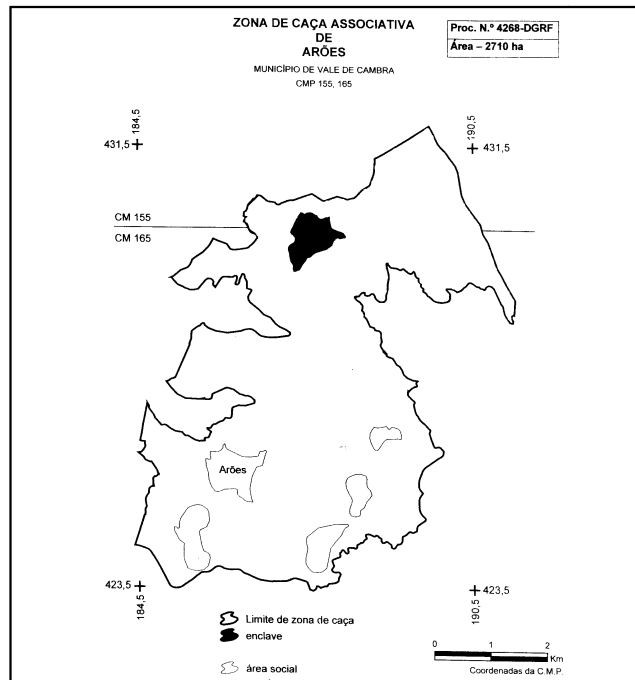 ZONA DE CAÇA ASSOCIATIVA
DE
ARÕES
MUNICÍPIO DE VALE DE CAMBRA
CMP 155, 165
Proc. N.º 4268-DGRF
Área – 2710 ha
184,5
431,5
190,5
431,5
CM 155
CM 165
Arões
423,5
184,5
423,5
190,5
Limite de zona de caça
enclave
área social
0 1 2
Km
Coordenadas da C.M.P.